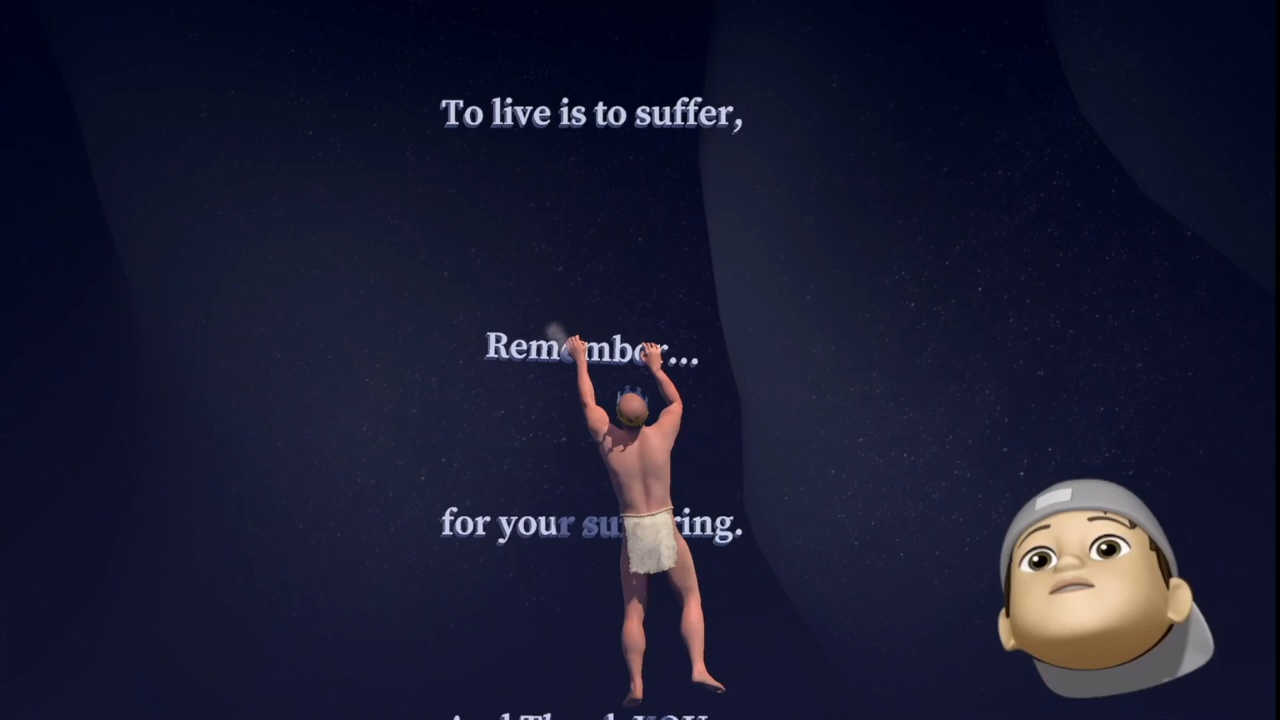 To live is to suffer,
Remember...
for your suffering.